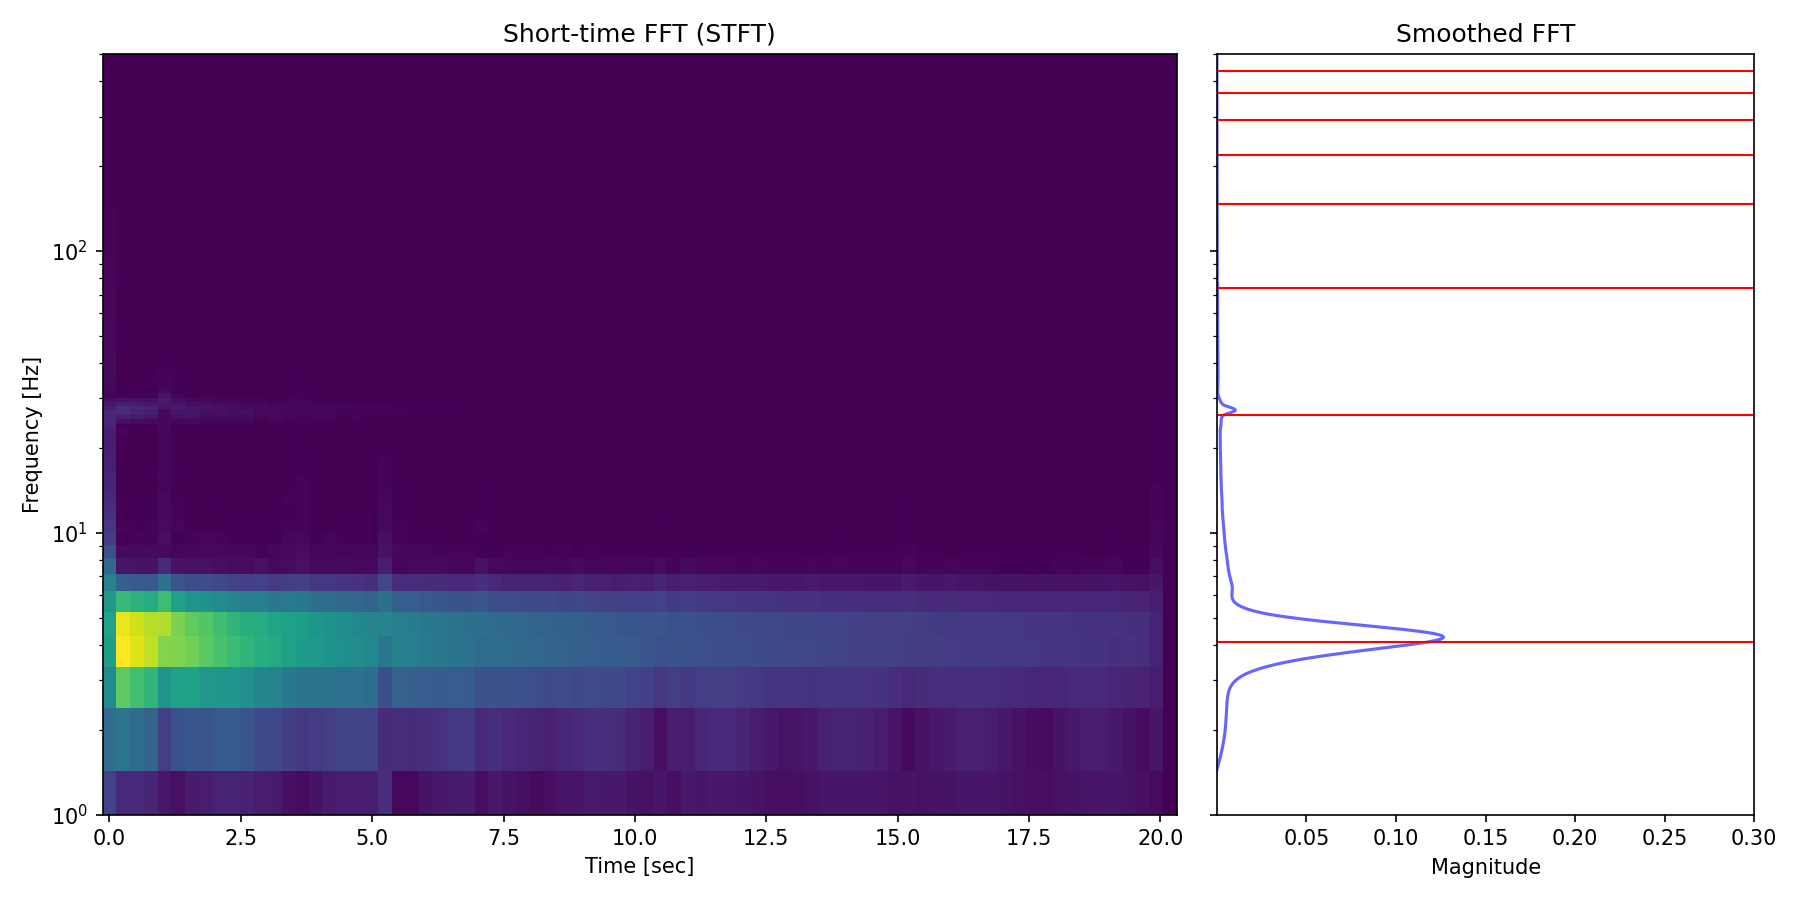 Short-time FFT (STFT)
Smoothed FFT
Frequency [Hz]
10²
10¹
10⁰
0.0 2.5 5.0 7.5 10.0 12.5 15.0 17.5 20.0
Time [sec]
0.05 0.10 0.15 0.20 0.25 0.30
Magnitude